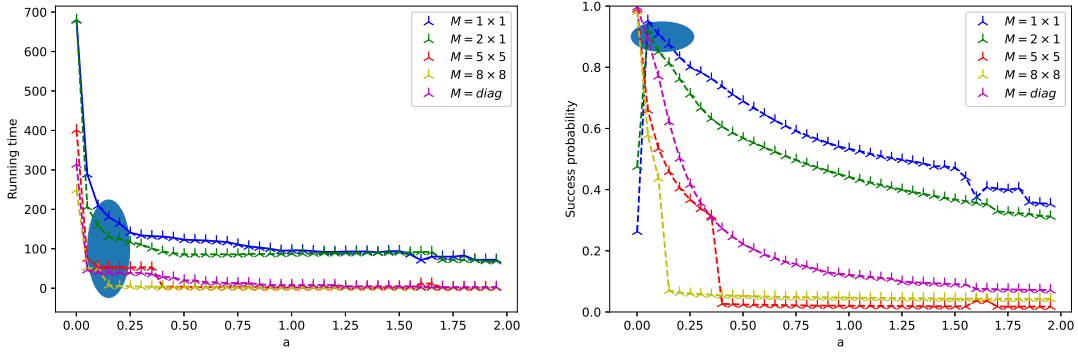 700
600
500
400
300
200
100
0
Running time
0.00 0.25 0.50 0.75 1.00 1.25 1.50 1.75 2.00
a
M = 1 × 1
M = 2 × 1
M = 5 × 5
M = 8 × 8
M = diag
1.0
0.8
0.6
0.4
0.2
0.0
Success probability
0.00 0.25 0.50 0.75 1.00 1.25 1.50 1.75 2.00
a
M = 1 × 1
M = 2 × 1
M = 5 × 5
M = 8 × 8
M = diag